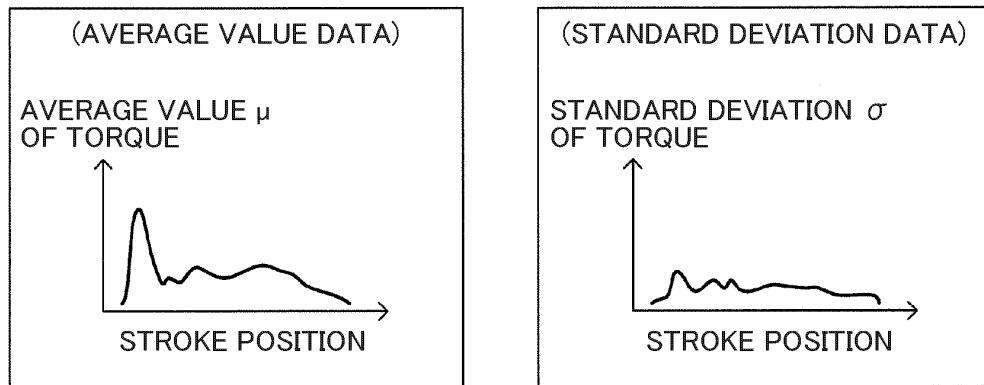 (AVERAGE VALUE DATA)
AVERAGE VALUE μ
OF TORQUE
STROKE POSITION
(STANDARD DEVIATION DATA)
STANDARD DEVIATION σ
OF TORQUE
STROKE POSITION